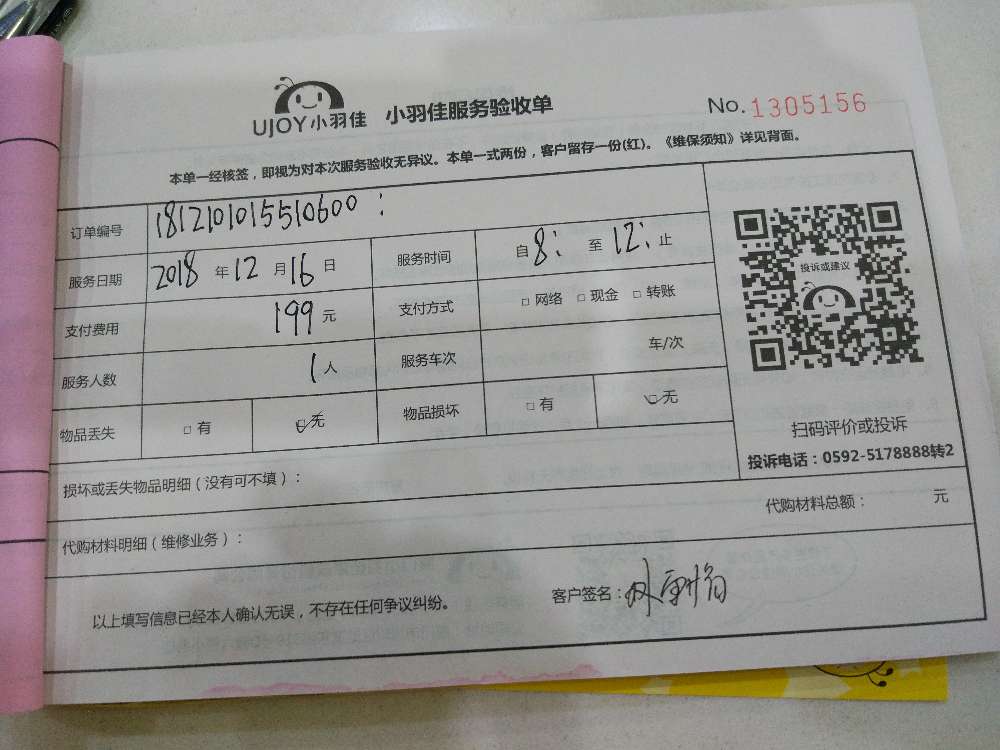 UJOY小羽佳 小羽佳服务验收单 No. 1305156
本单一经核签，即视为对本次服务验收无异议。本单一式两份，客户留存一份(红)。《维保须知》详见背面。
订单编号 1812101015510600 :
服务日期 2018 年 12 月 16 日 服务时间 自 8: 至 12: 止
支付费用 199 元 支付方式 □ 网络 □ 现金 □ 转账
服务人数 1 人 服务车次 车/次
物品丢失 □ 有 ☑ 无 物品损坏 □ 有 ☑ 无
投诉或建议
扫码评价或投诉
投诉电话：0592-5178888转2
损坏或丢失物品明细（没有可不填）：
代购材料明细（维修业务）： 代购材料总额： 元
以上填写信息已经本人确认无误，不存在任何争议纠纷。 客户签名：